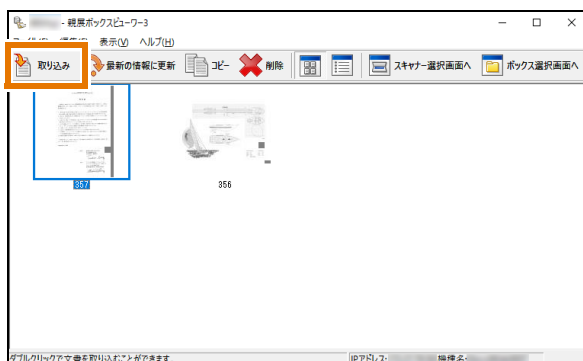 - 親展ボックスビューワー3
表示(V) ヘルプ(H)
取り込み 最新の情報に更新 コピー 削除 スキャナー選択画面へ ボックス選択画面へ
357 356
ダブルクリックで文書を取り込むことができます。 IPアドレス: 機種名: